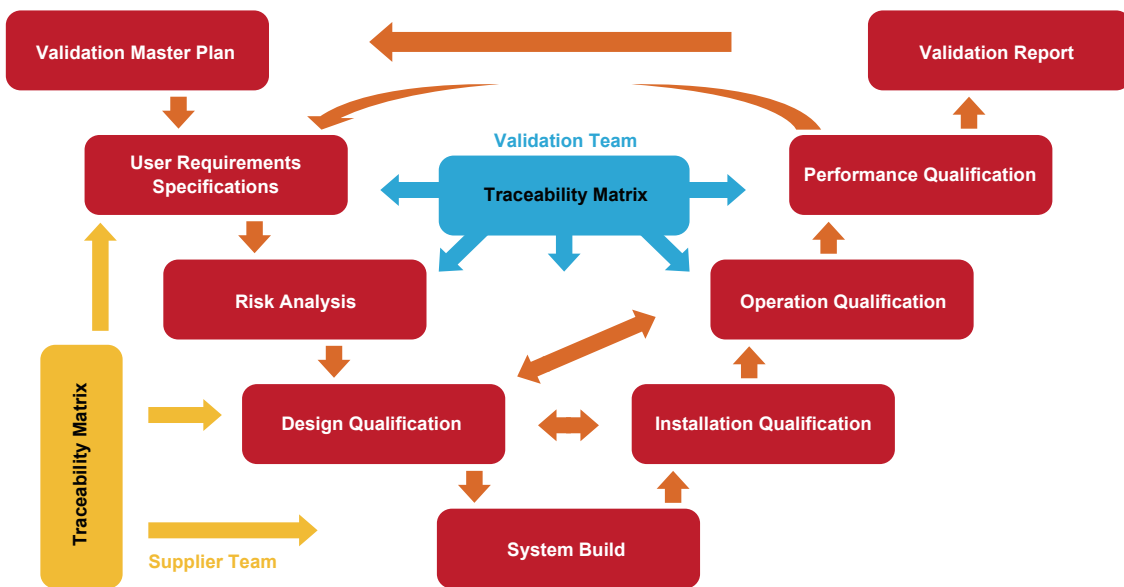 Validation Master Plan
Validation Report
User Requirements
Specifications
Validation Team
Traceability Matrix
Performance Qualification
Risk Analysis
Operation Qualification
Traceability Matrix
Design Qualification
Installation Qualification
System Build
Supplier Team